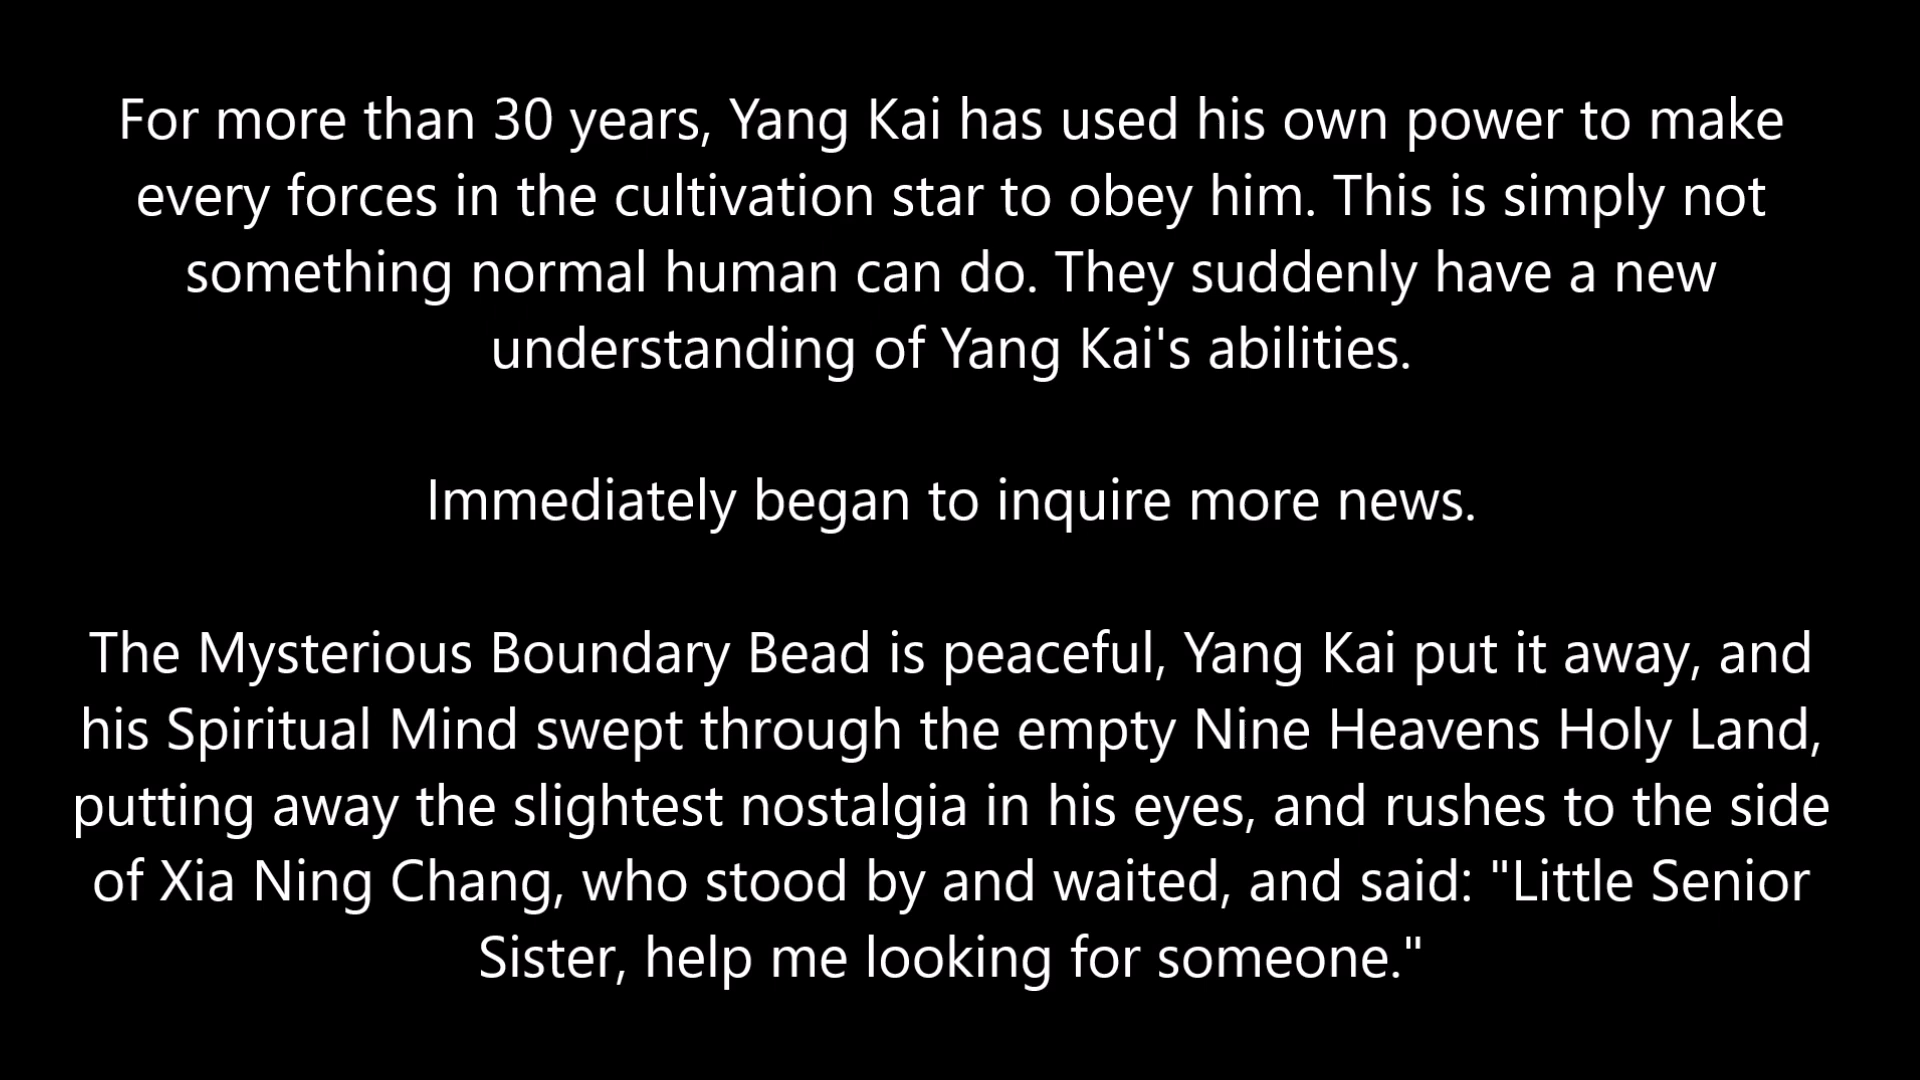 For more than 30 years, Yang Kai has used his own power to make
every forces in the cultivation star to obey him. This is simply not
something normal human can do. They suddenly have a new
understanding of Yang Kai's abilities.
Immediately began to inquire more news.
The Mysterious Boundary Bead is peaceful, Yang Kai put it away, and
his Spiritual Mind swept through the empty Nine Heavens Holy Land,
putting away the slightest nostalgia in his eyes, and rushes to the side
of Xia Ning Chang, who stood by and waited, and said: "Little Senior
Sister, help me looking for someone."